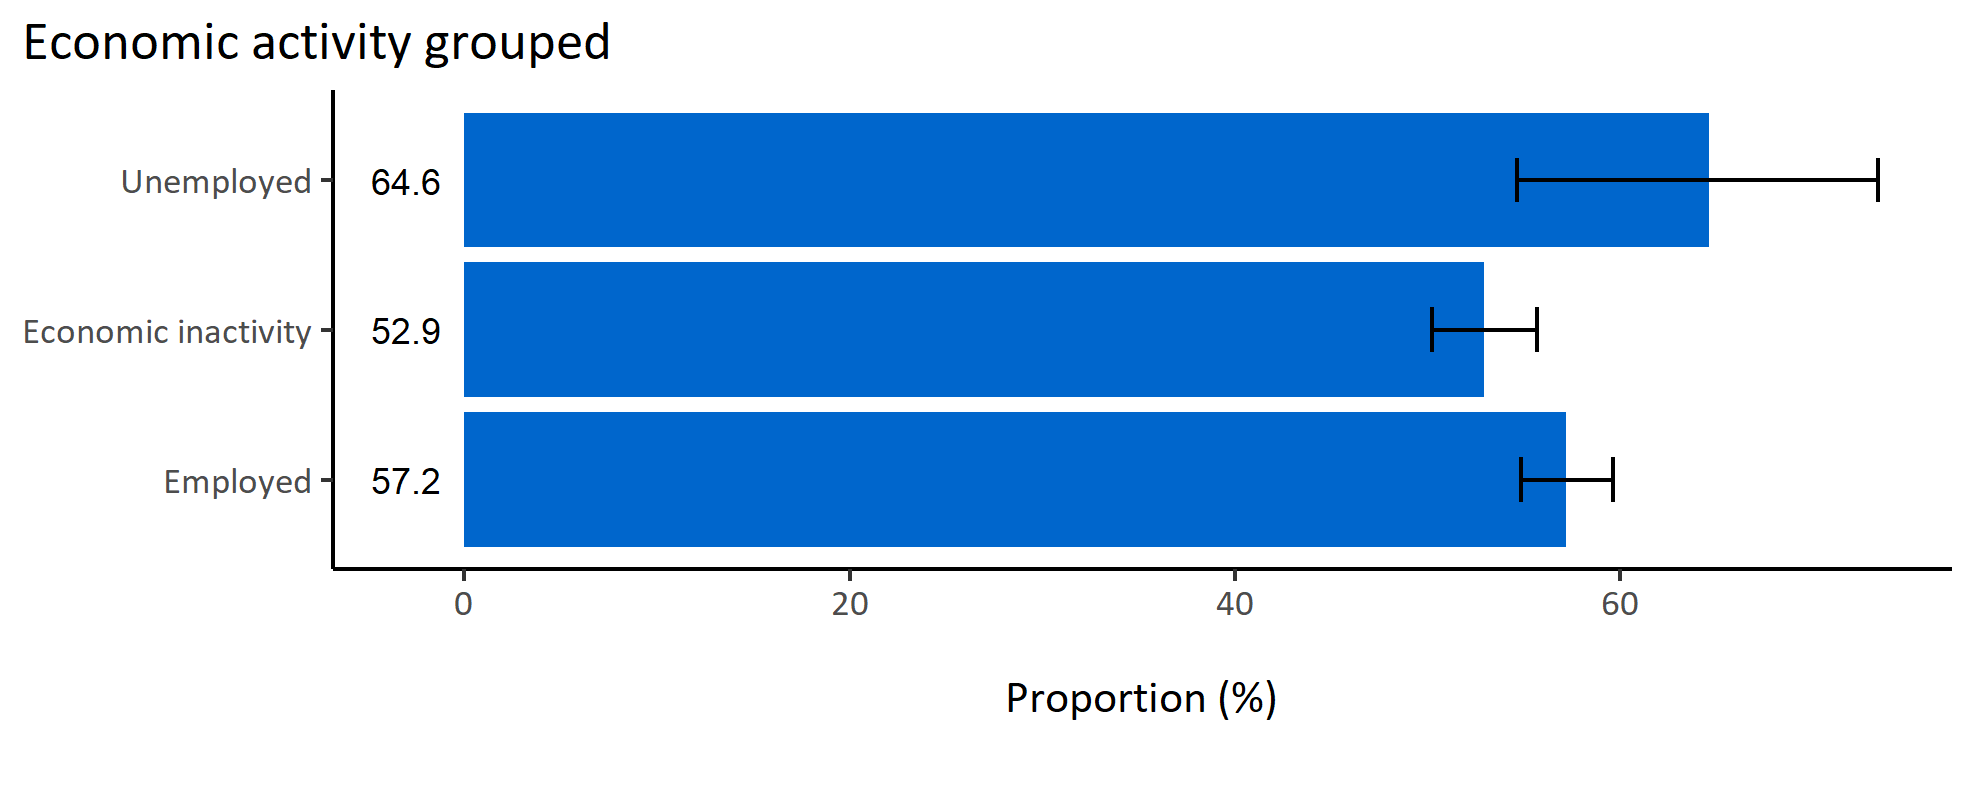 Economic activity grouped
Unemployed 64.6
Economic inactivity 52.9
Employed 57.2
0 20 40 60
Proportion (%)